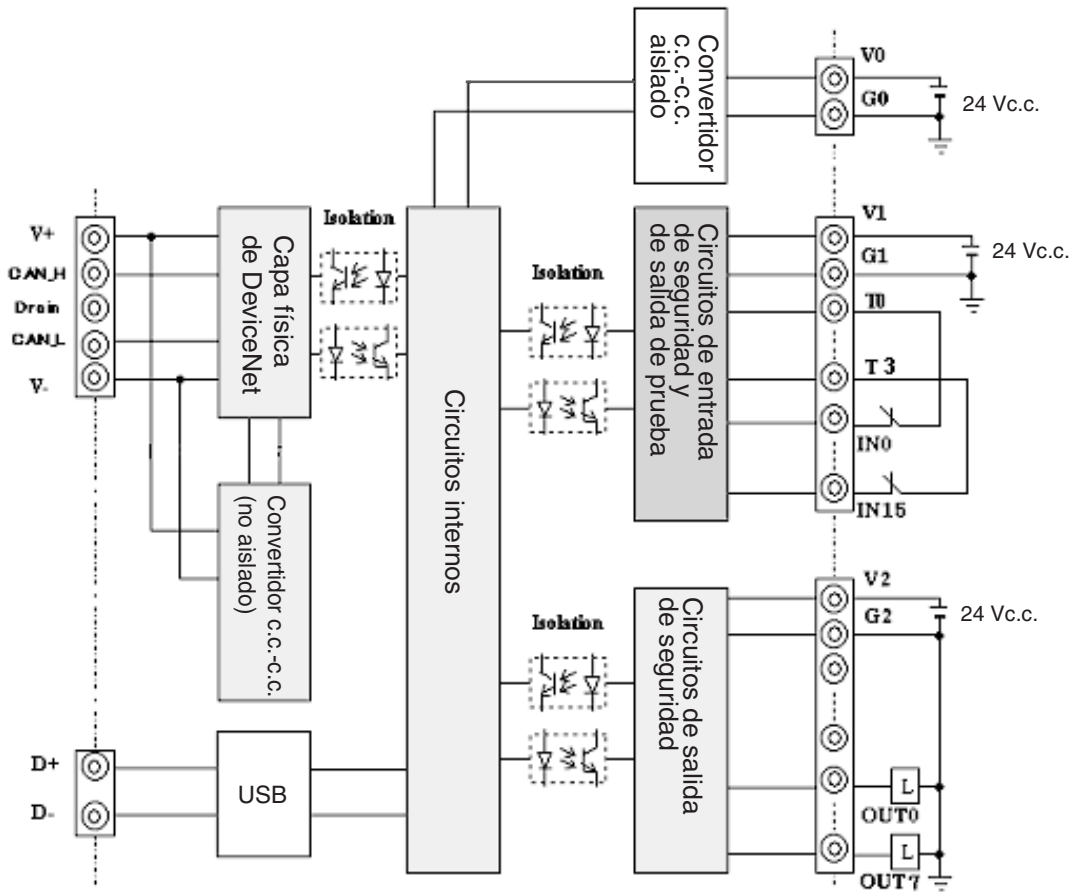 Convertidor
c.c.-c.c.
aislado
V0
G0
24 Vc.c.
V+
CAN_H
Drain
CAN_L
V-
Capa física
de DeviceNet
Isolation
Convertidor c.c.-c.c.
(no aislado)
Circuitos internos
Isolation
Circuitos de entrada
de seguridad y
de salida de prueba
V1
G1
T0
T3
IN0
IN15
24 Vc.c.
Isolation
Circuitos de salida
de seguridad
V2
G2
24 Vc.c.
L
OUT0
L
OUT7
D+
D-
USB